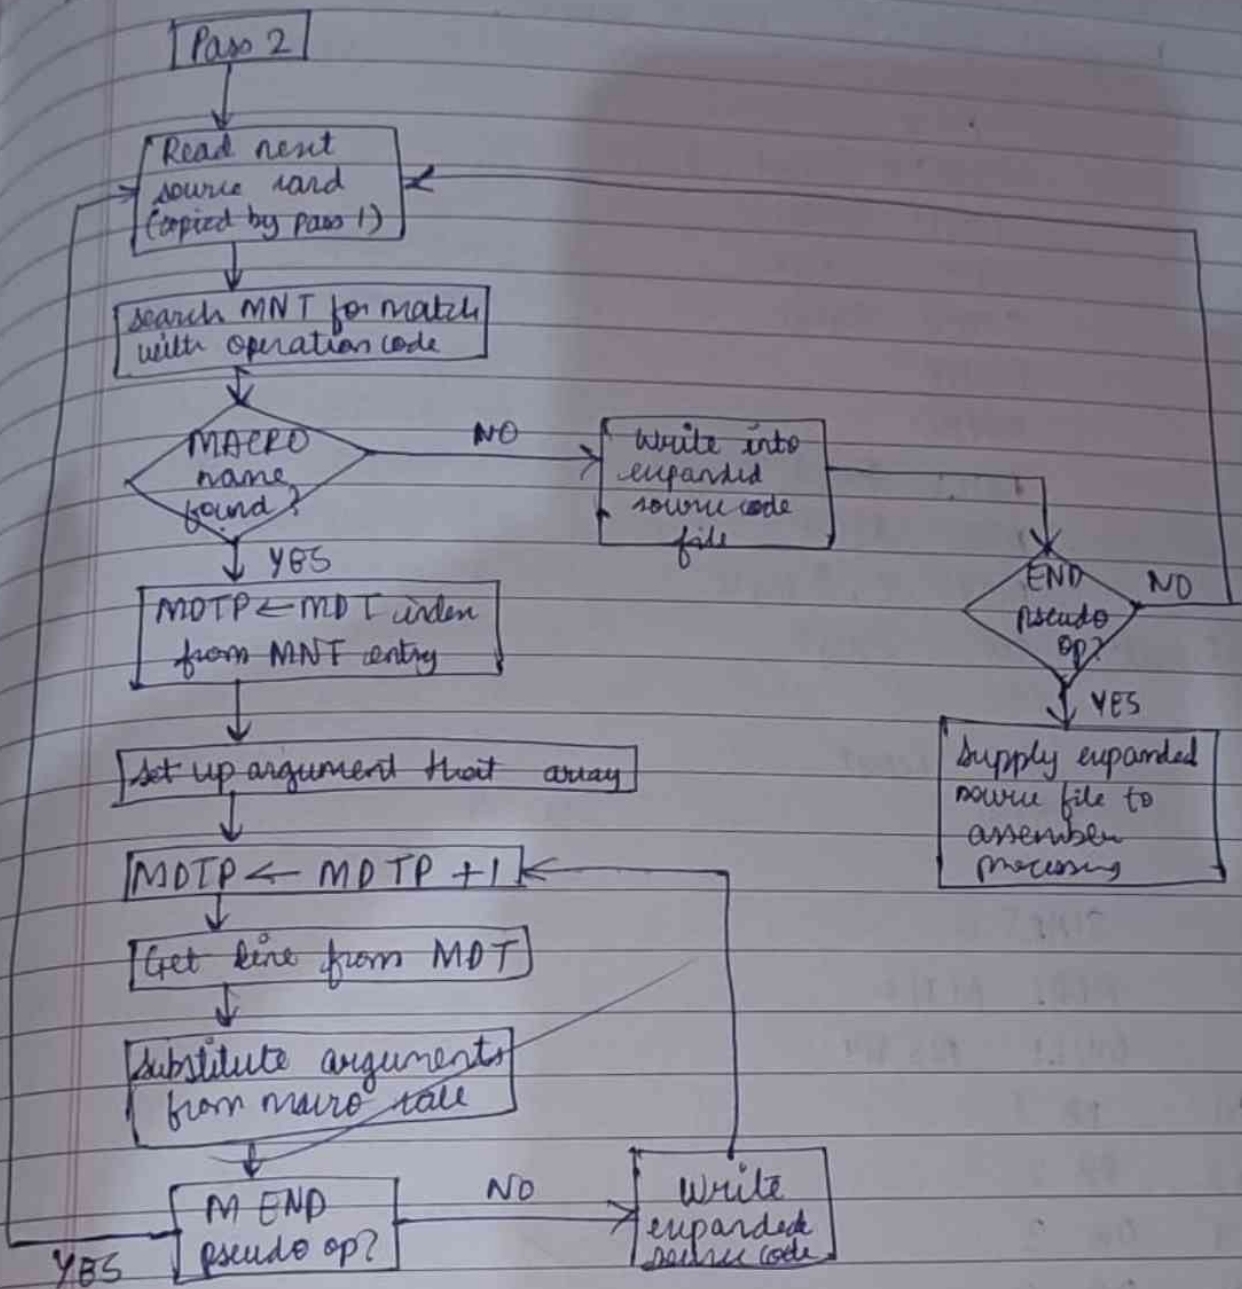 Pass 2
Read next
source card
(copied by pass 1)
search MNT for match
with operation code
MACRO
name
found?
NO
Write into
expanded
source code
file
YES
END
pseudo
op?
NO
YES
Supply expanded
source file to
assembler
processing
MDTP ← MDT index
from MNT entry
set up argument array
MDTP ← MDTP +1
Get line from MDT
substitute arguments
from macro call
M END
pseudo op?
NO
Write
expanded
source code
YES